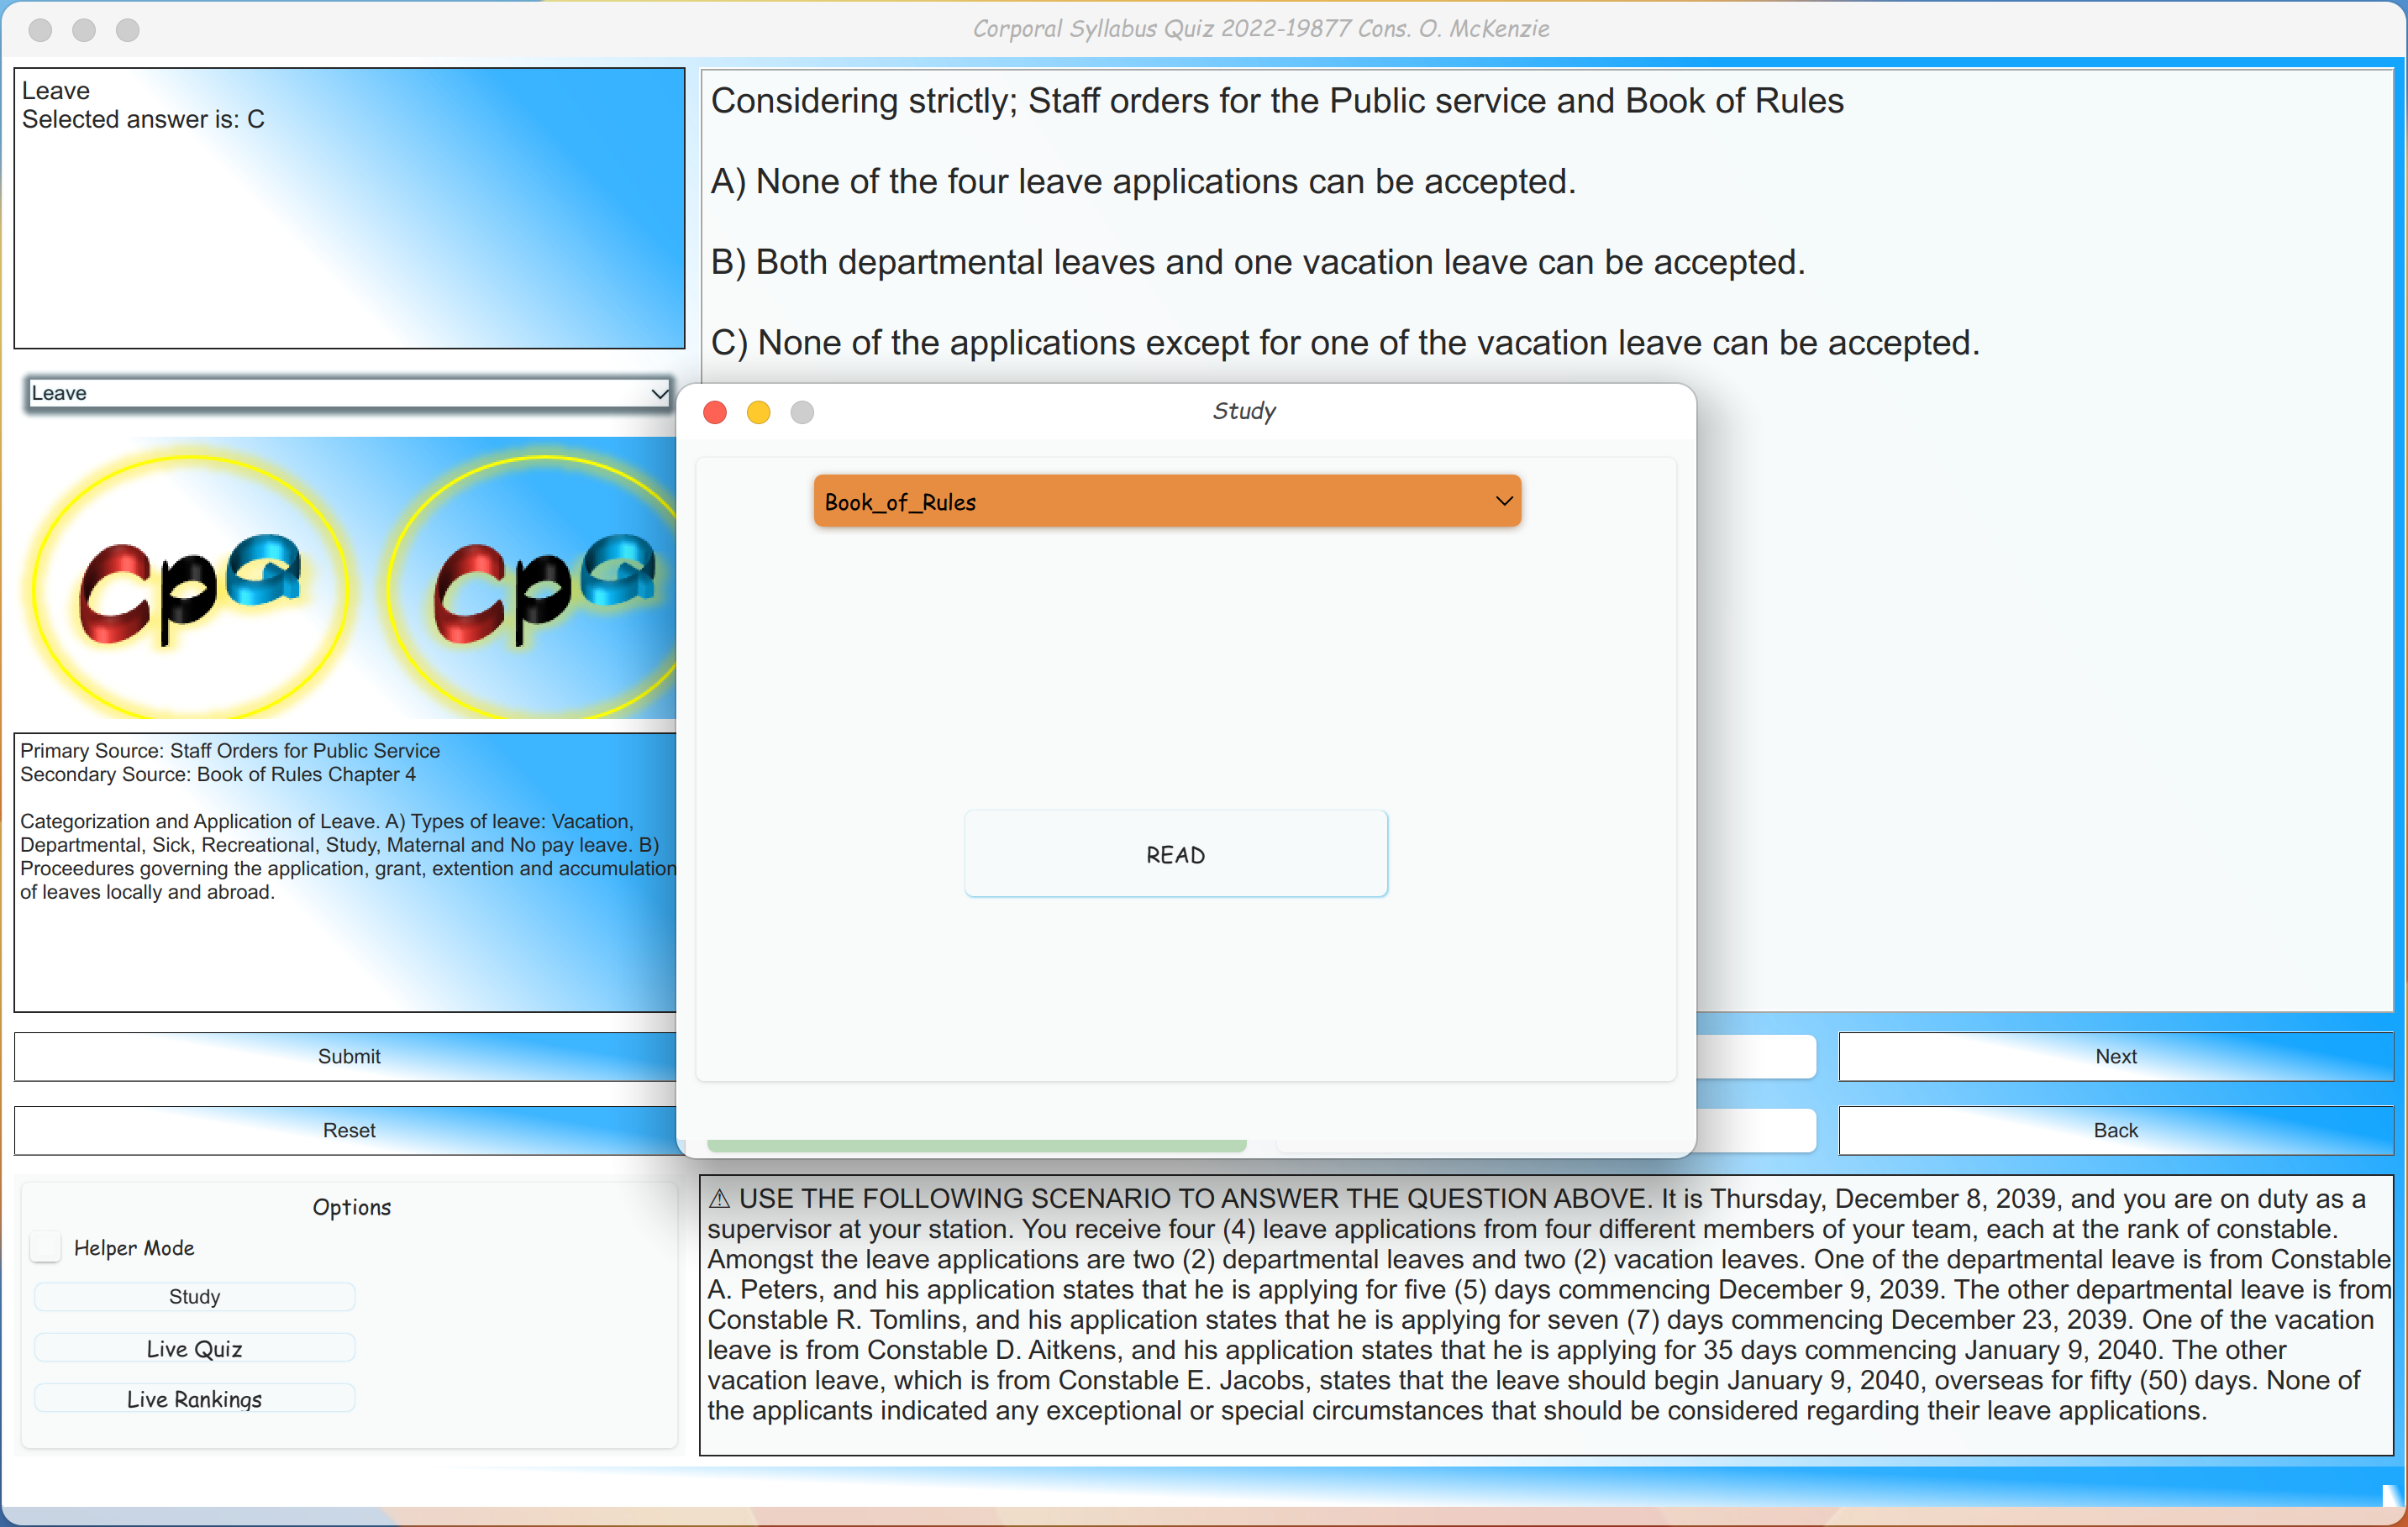 Corporal Syllabus Quiz 2022-19877 Cons. O. McKenzie
Leave
Selected answer is: C
Leave
Cpa
Cpa
Primary Source: Staff Orders for Public Service
Secondary Source: Book of Rules Chapter 4
Categorization and Application of Leave. A) Types of leave: Vacation,
Departmental, Sick, Recreational, Study, Maternal and No pay leave. B)
Proceedures governing the application, grant, extention and accumulation
of leaves locally and abroad.
Submit
Reset
Options
Helper Mode
Study
Live Quiz
Live Rankings
Considering strictly; Staff orders for the Public service and Book of Rules
A) None of the four leave applications can be accepted.
B) Both departmental leaves and one vacation leave can be accepted.
C) None of the applications except for one of the vacation leave can be accepted.
Study
Book_of_Rules
READ
Next
Back
⚠ USE THE FOLLOWING SCENARIO TO ANSWER THE QUESTION ABOVE. It is Thursday, December 8, 2039, and you are on duty as a
supervisor at your station. You receive four (4) leave applications from four different members of your team, each at the rank of constable.
Amongst the leave applications are two (2) departmental leaves and two (2) vacation leaves. One of the departmental leave is from Constable
A. Peters, and his application states that he is applying for five (5) days commencing December 9, 2039. The other departmental leave is from
Constable R. Tomlins, and his application states that he is applying for seven (7) days commencing December 23, 2039. One of the vacation
leave is from Constable D. Aitkens, and his application states that he is applying for 35 days commencing January 9, 2040. The other
vacation leave, which is from Constable E. Jacobs, states that the leave should begin January 9, 2040, overseas for fifty (50) days. None of
the applicants indicated any exceptional or special circumstances that should be considered regarding their leave applications.